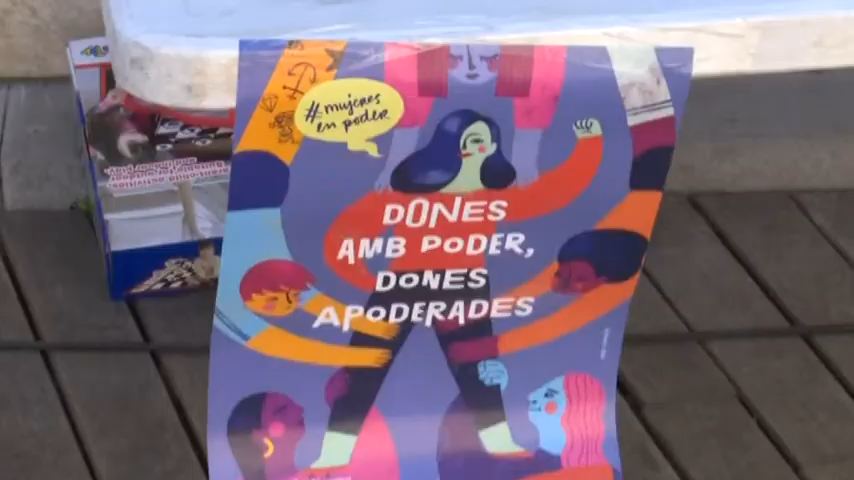 #mujeres
en poder
DONES
AMB PODER,
DONES
APODERADES